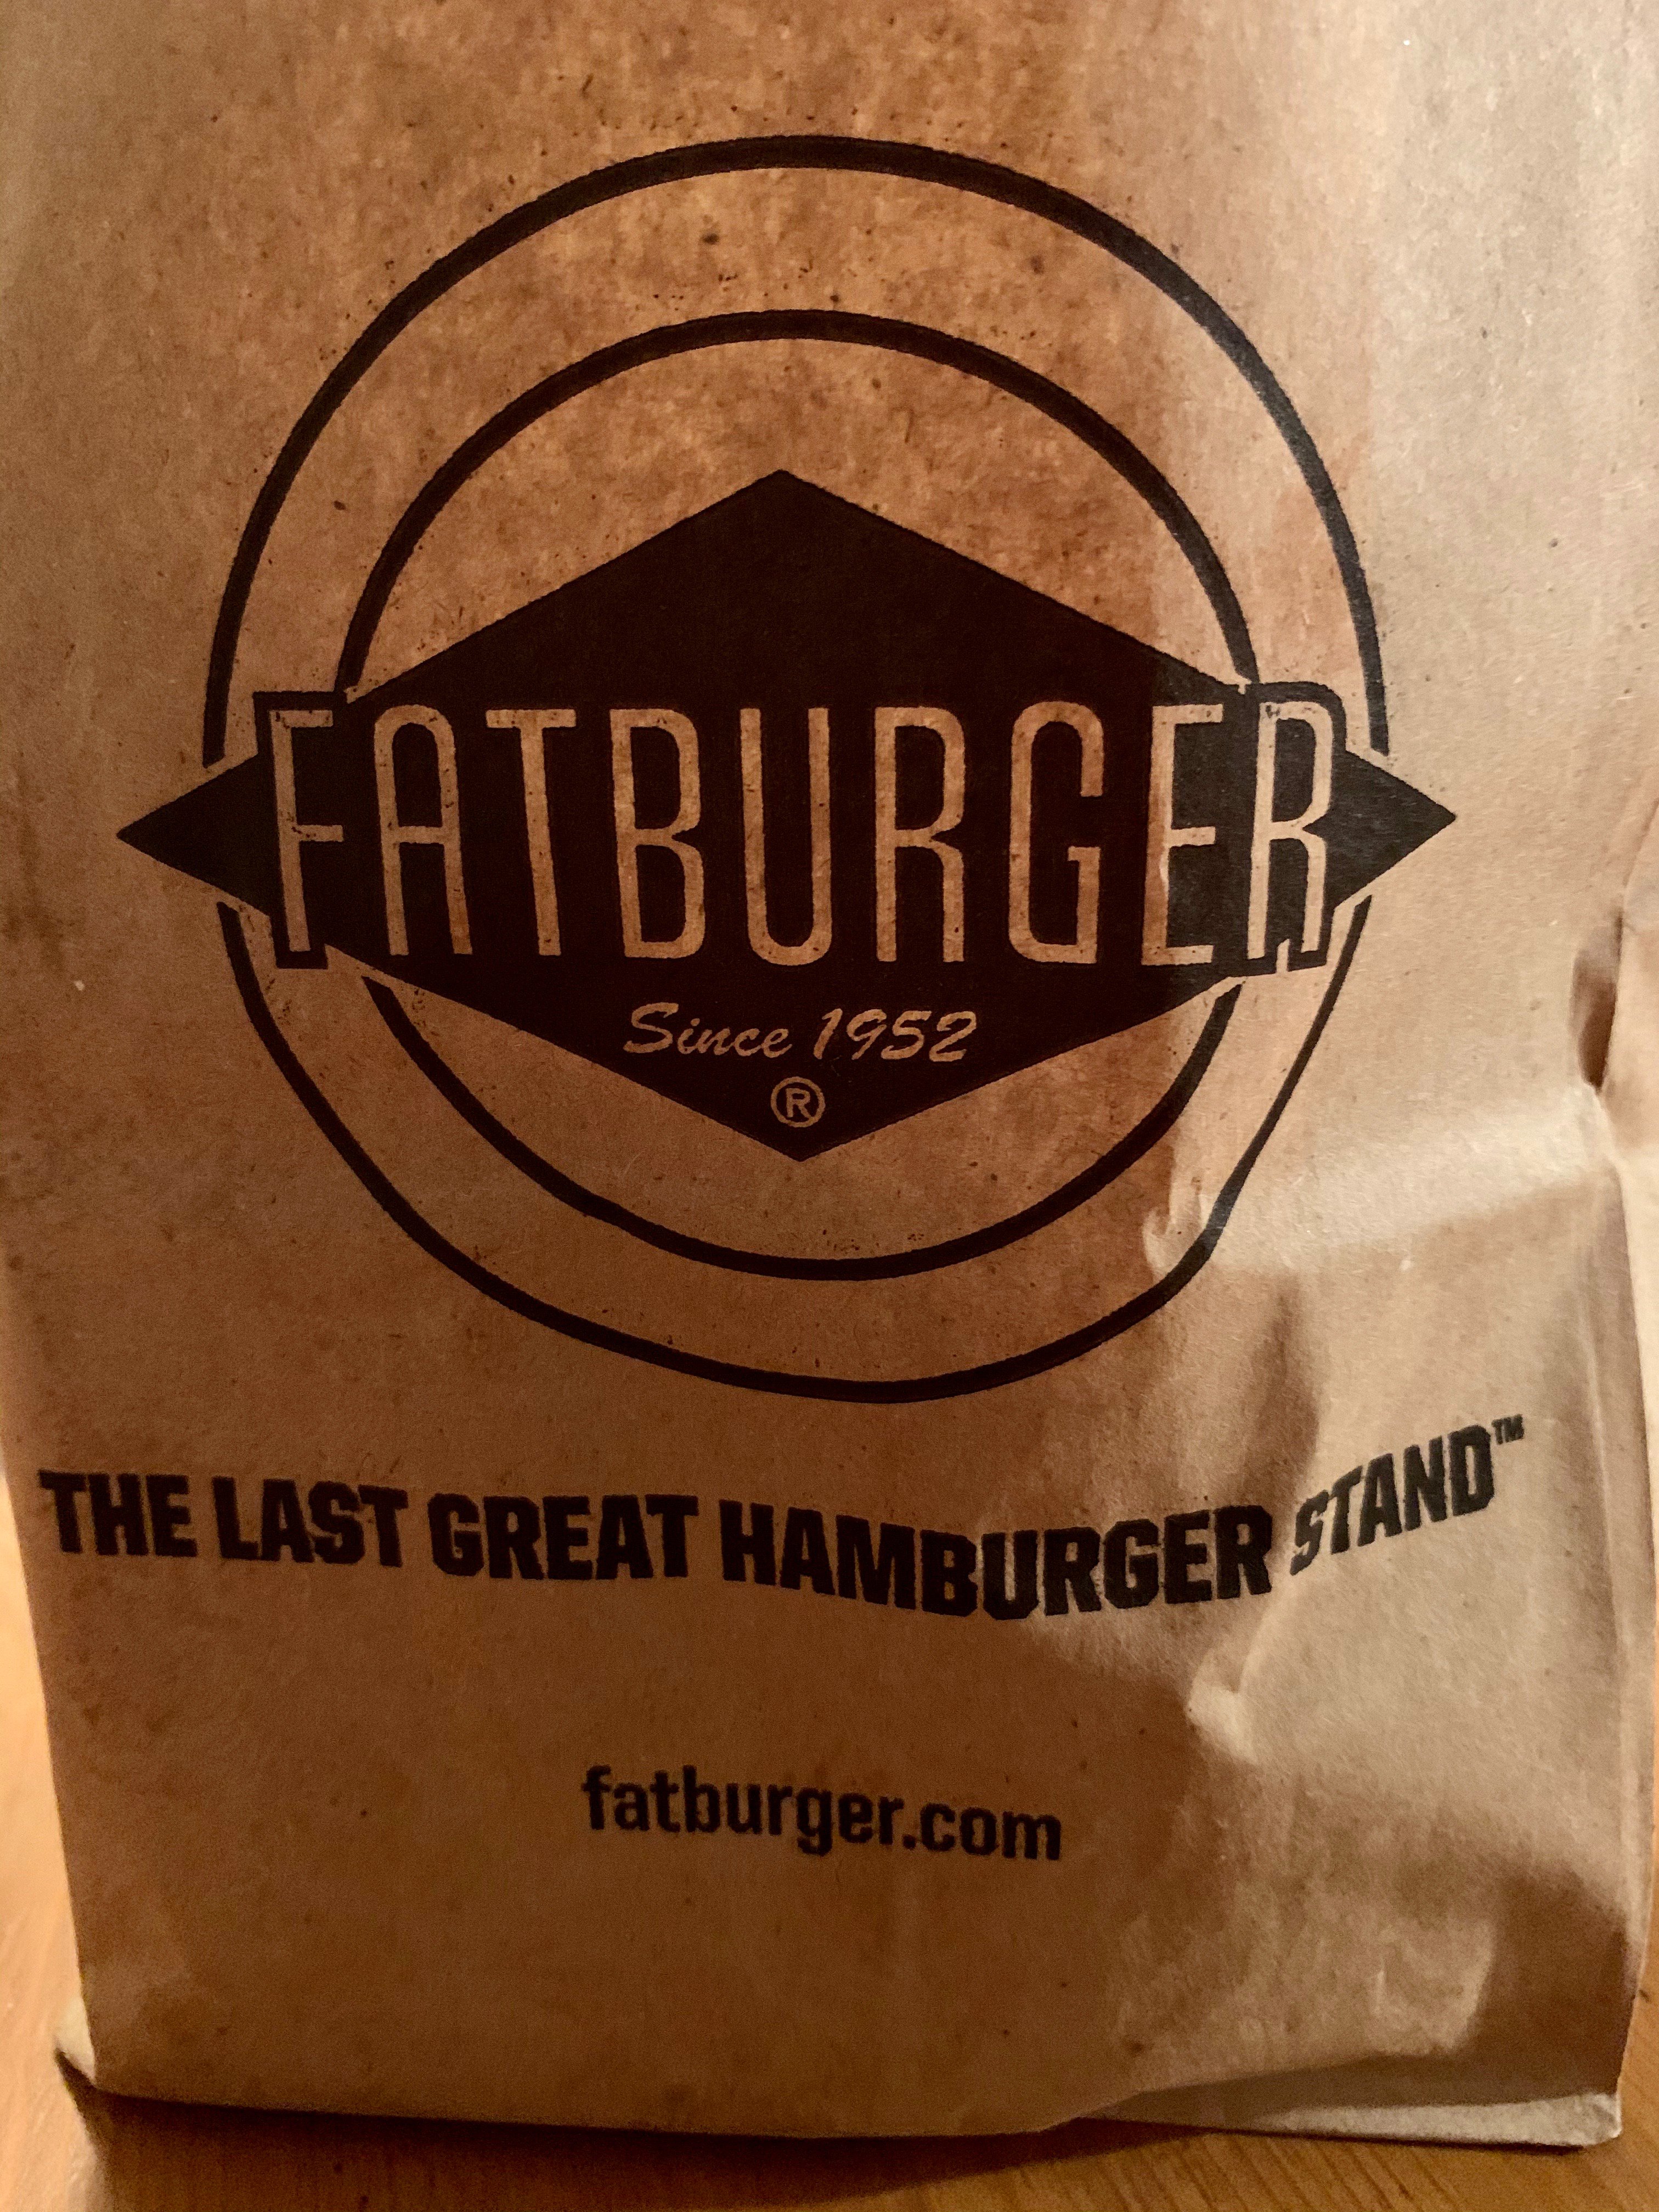 FATBURGER
Since 1952
®
THE LAST GREAT HAMBURGER STAND™
fatburger.com